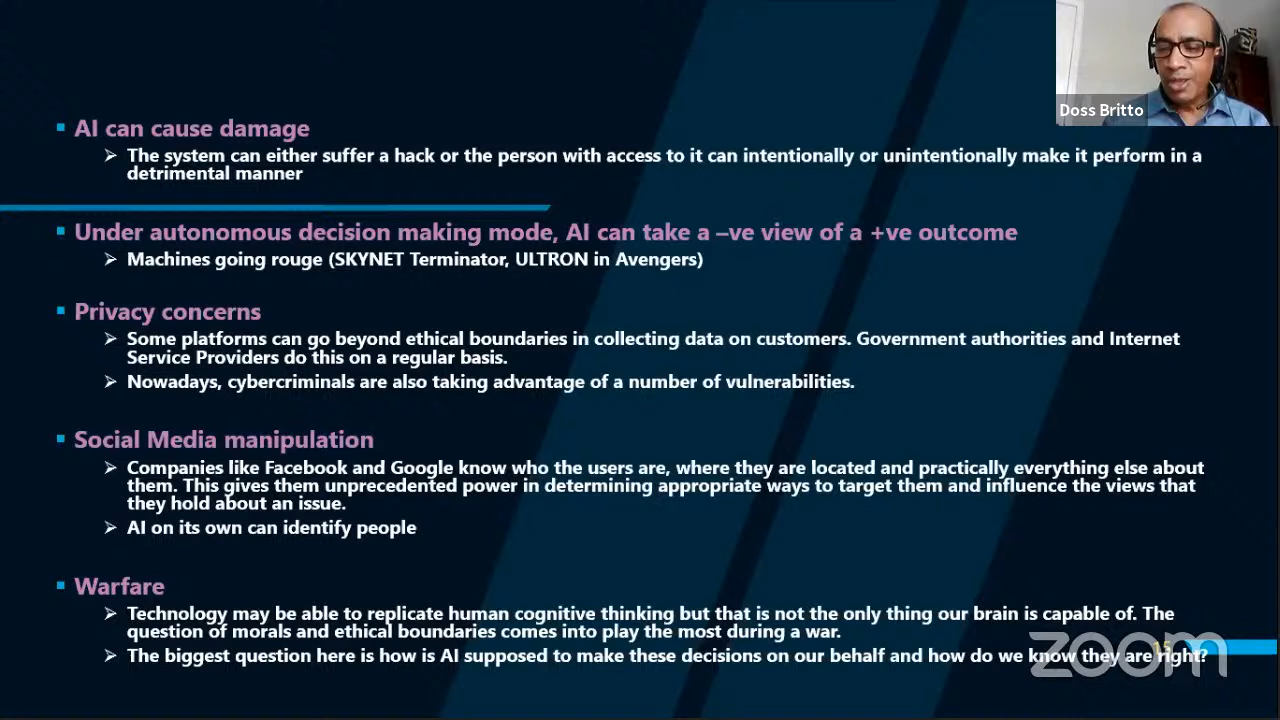 Doss Britto
AI can cause damage
The system can either suffer a hack or the person with access to it can intentionally or unintentionally make it perform in a
detrimental manner
Under autonomous decision making mode, AI can take a –ve view of a +ve outcome
Machines going rouge (SKYNET Terminator, ULTRON in Avengers)
Privacy concerns
Some platforms can go beyond ethical boundaries in collecting data on customers. Government authorities and Internet
Service Providers do this on a regular basis.
Nowadays, cybercriminals are also taking advantage of a number of vulnerabilities.
Social Media manipulation
Companies like Facebook and Google know who the users are, where they are located and practically everything else about
them. This gives them unprecedented power in determining appropriate ways to target them and influence the views that
they hold about an issue.
AI on its own can identify people
Warfare
Technology may be able to replicate human cognitive thinking but that is not the only thing our brain is capable of. The
question of morals and ethical boundaries comes into play the most during a war.
The biggest question here is how is AI supposed to make these decisions on our behalf and how do we know they are right?
15
zoom